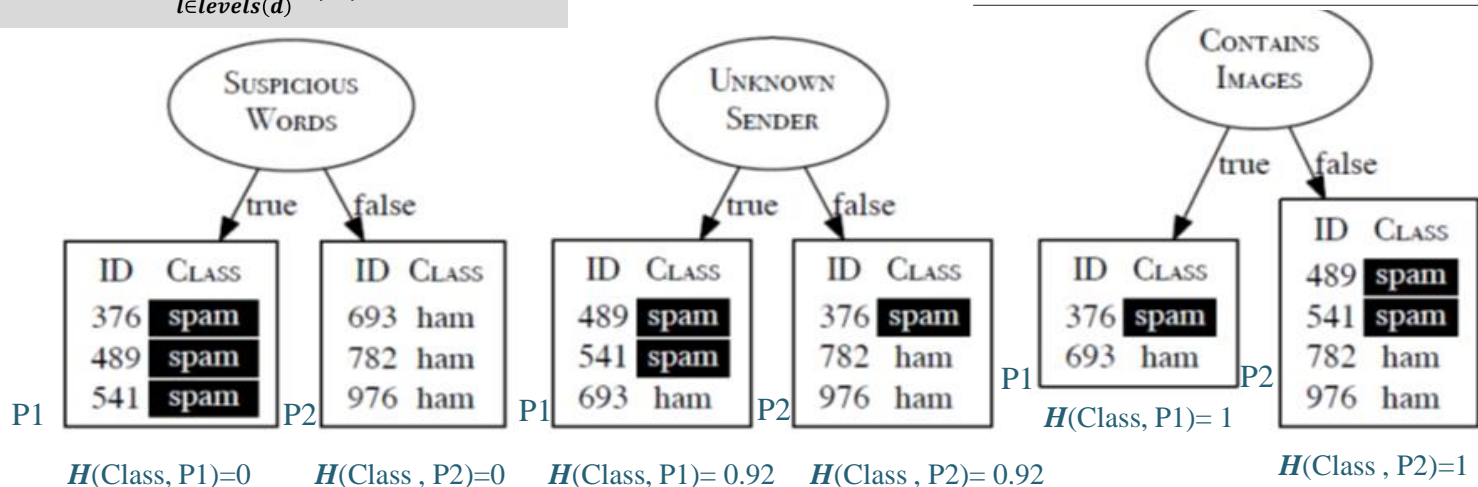 l∈levels(d)
SUSPICIOUS
WORDS
true
false
ID CLASS
376 spam
489 spam
541 spam
P1
ID CLASS
693 ham
782 ham
976 ham
P2
H(Class, P1)=0
H(Class , P2)=0
UNKNOWN
SENDER
true
false
ID CLASS
489 spam
541 spam
693 ham
P1
ID CLASS
376 spam
782 ham
976 ham
P2
H(Class, P1)= 0.92
H(Class , P2)= 0.92
CONTAINS
IMAGES
true
false
ID CLASS
376 spam
693 ham
P1
H(Class, P1)= 1
ID CLASS
489 spam
541 spam
782 ham
976 ham
P2
H(Class , P2)=1